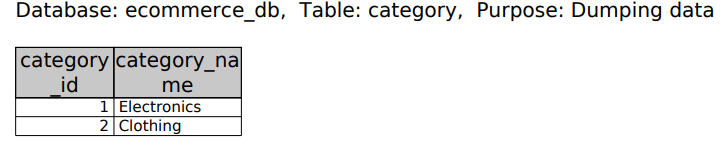 Database: ecommerce_db, Table: category, Purpose: Dumping data
category_id category_name
1 Electronics
2 Clothing